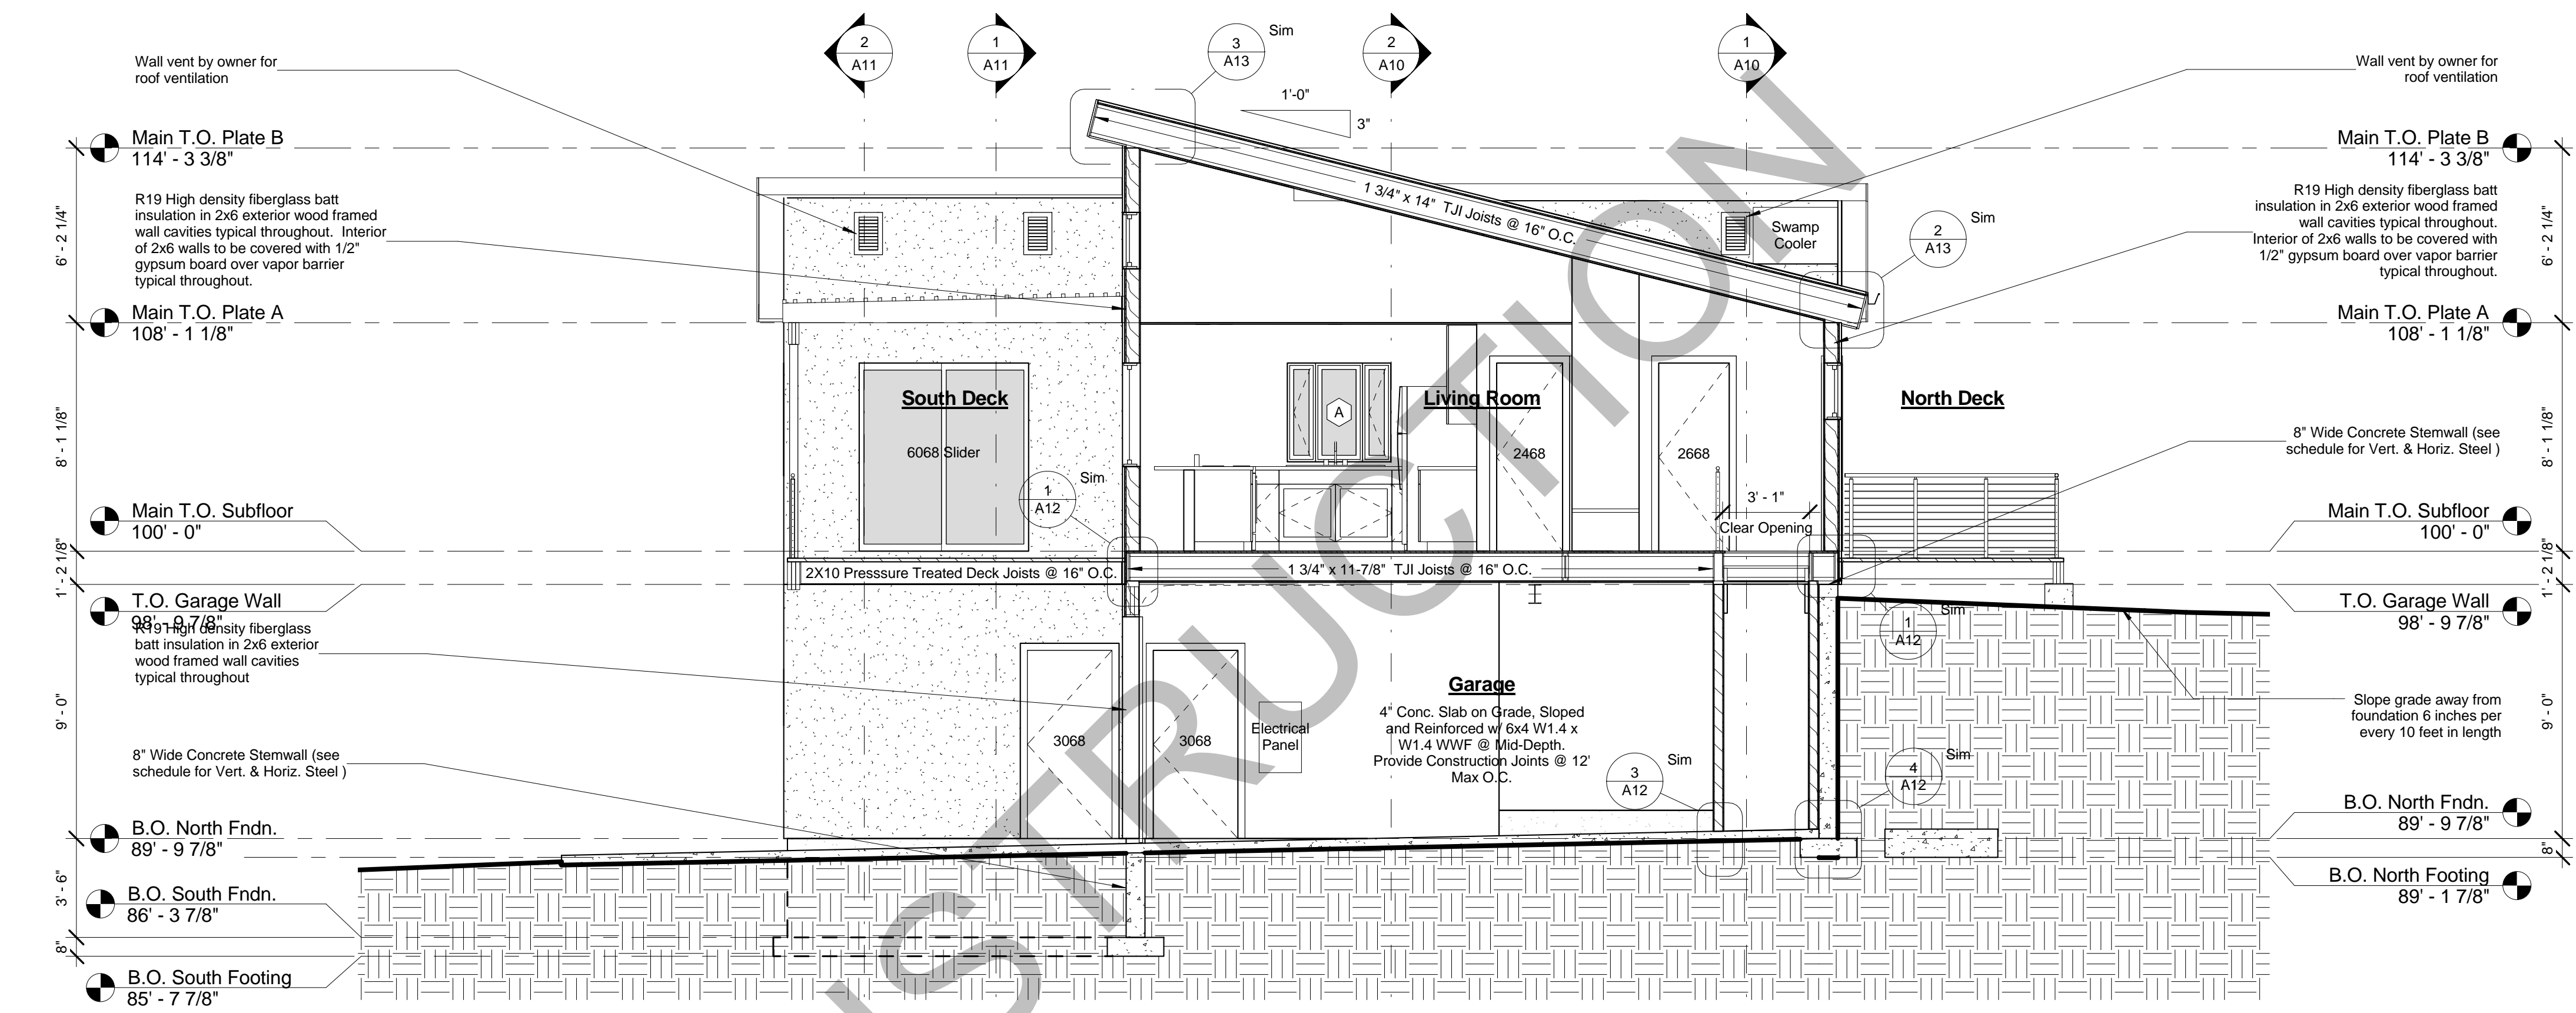 2
A11
1
A11
3
A13
Sim
2
A10
1
A10
Wall vent by owner for
roof ventilation
Wall vent by owner for
roof ventilation
1'-0"
3"
Main T.O. Plate B
114' - 3 3/8"
Main T.O. Plate B
114' - 3 3/8"
R19 High density fiberglass batt
insulation in 2x6 exterior wood framed
wall cavities typical throughout. Interior
of 2x6 walls to be covered with 1/2"
gypsum board over vapor barrier
typical throughout.
R19 High density fiberglass batt
insulation in 2x6 exterior wood framed
wall cavities typical throughout.
Interior of 2x6 walls to be covered with
1/2" gypsum board over vapor barrier
typical throughout.
6' - 2 1/4"
6' - 2 1/4"
1 3/4" x 14" TJI Joists @ 16" O.C.
Swamp
Cooler
2
A13
Sim
Main T.O. Plate A
108' - 1 1/8"
Main T.O. Plate A
108' - 1 1/8"
South Deck
Living Room
North Deck
A
6068 Slider
2468
2668
8' - 1 1/8"
8' - 1 1/8"
8" Wide Concrete Stemwall (see
schedule for Vert. & Horiz. Steel )
1
A12
Sim
3' - 1"
Clear Opening
Main T.O. Subfloor
100' - 0"
Main T.O. Subfloor
100' - 0"
1' - 2 1/8"
1' - 2 1/8"
2X10 Presssure Treated Deck Joists @ 16" O.C.
1 3/4" x 11-7/8" TJI Joists @ 16" O.C.
T.O. Garage Wall
98' - 9 7/8"
T.O. Garage Wall
98' - 9 7/8"
1
A12
Sim
R19 High density fiberglass
batt insulation in 2x6 exterior
wood framed wall cavities
typical throughout
9' - 0"
9' - 0"
3068
3068
Electrical
Panel
Garage
4" Conc. Slab on Grade, Sloped
and Reinforced w/ 6x4 W1.4 x
W1.4 WWF @ Mid-Depth.
Provide Construction Joints @ 12'
Max O.C.
Slope grade away from
foundation 6 inches per
every 10 feet in length
8" Wide Concrete Stemwall (see
schedule for Vert. & Horiz. Steel )
3
A12
Sim
4
A12
Sim
B.O. North Fndn.
89' - 9 7/8"
B.O. North Fndn.
89' - 9 7/8"
8"
3' - 6"
B.O. South Fndn.
86' - 3 7/8"
B.O. North Footing
89' - 1 7/8"
8"
B.O. South Footing
85' - 7 7/8"
STRUCTION